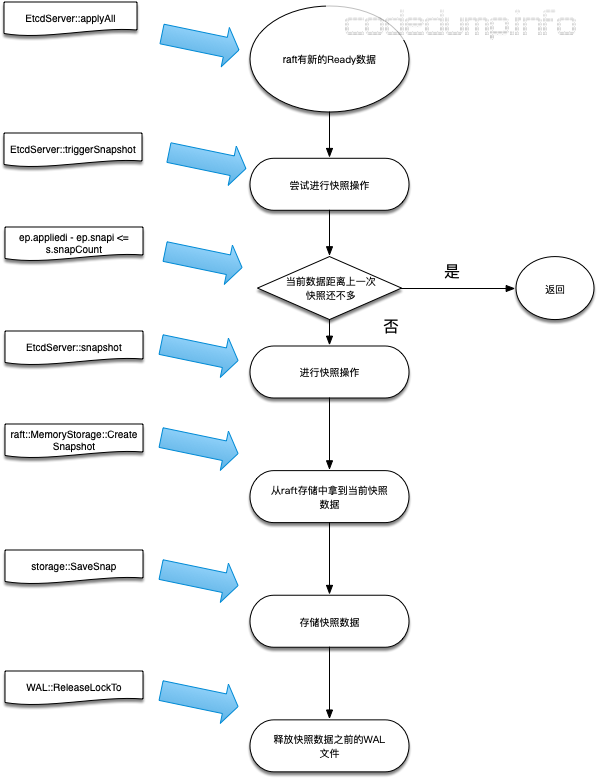 EtcdServer::applyAll
codedump.info
raft有新的Ready数据
EtcdServer::triggerSnapshot
尝试进行快照操作
ep.appliedi - ep.snapi <=
s.snapCount
当前数据距离上一次
快照还不多
是
返回
否
EtcdServer::snapshot
进行快照操作
raft::MemoryStorage::Create
Snapshot
从raft存储中拿到当前快照
数据
storage::SaveSnap
存储快照数据
WAL::ReleaseLockTo
释放快照数据之前的WAL
文件